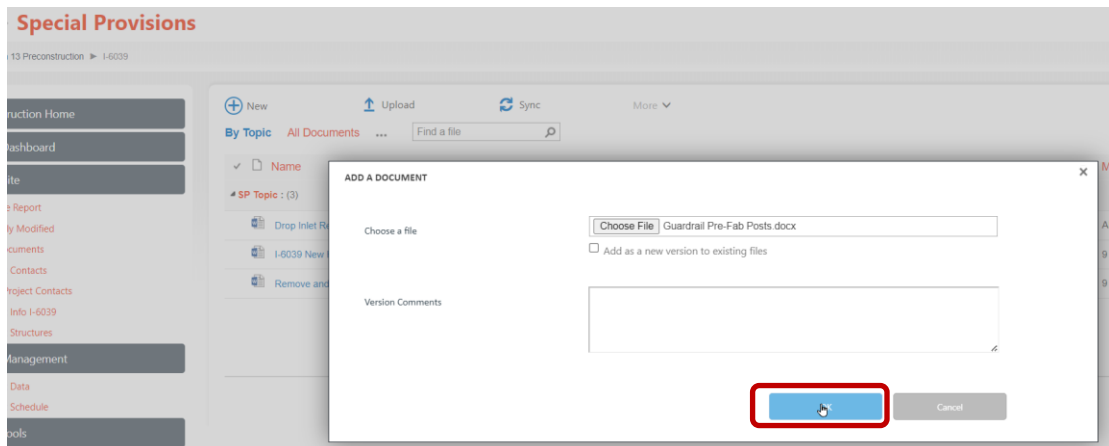 Special Provisions
13 Preconstruction ► I-6039
ruction Home
Dashboard
ite
e Report
ly Modified
cuments
Contacts
Project Contacts
Info I-6039
Structures
Management
Data
Schedule
ools
New
Upload
Sync
More
By Topic All Documents ... Find a file
Name
SP Topic : (3)
Drop Inlet Re
I-6039 New
Remove and
ADD A DOCUMENT
Choose a file
Choose File Guardrail Pre-Fab Posts.docx
Add as a new version to existing files
Version Comments
Cancel